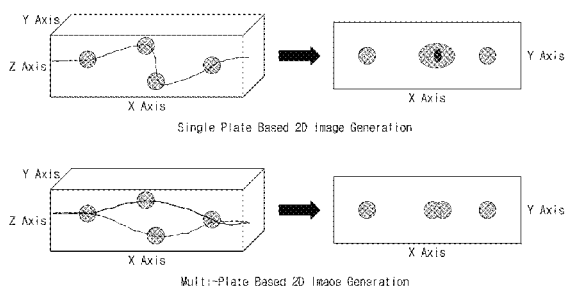 Y Axis
Z Axis
X Axis
Y Axis
X Axis
Single Plate Based 2D Image Generation
Y Axis
Z Axis
X Axis
Y Axis
X Axis
Multi-Plate Based 2D Image Generation